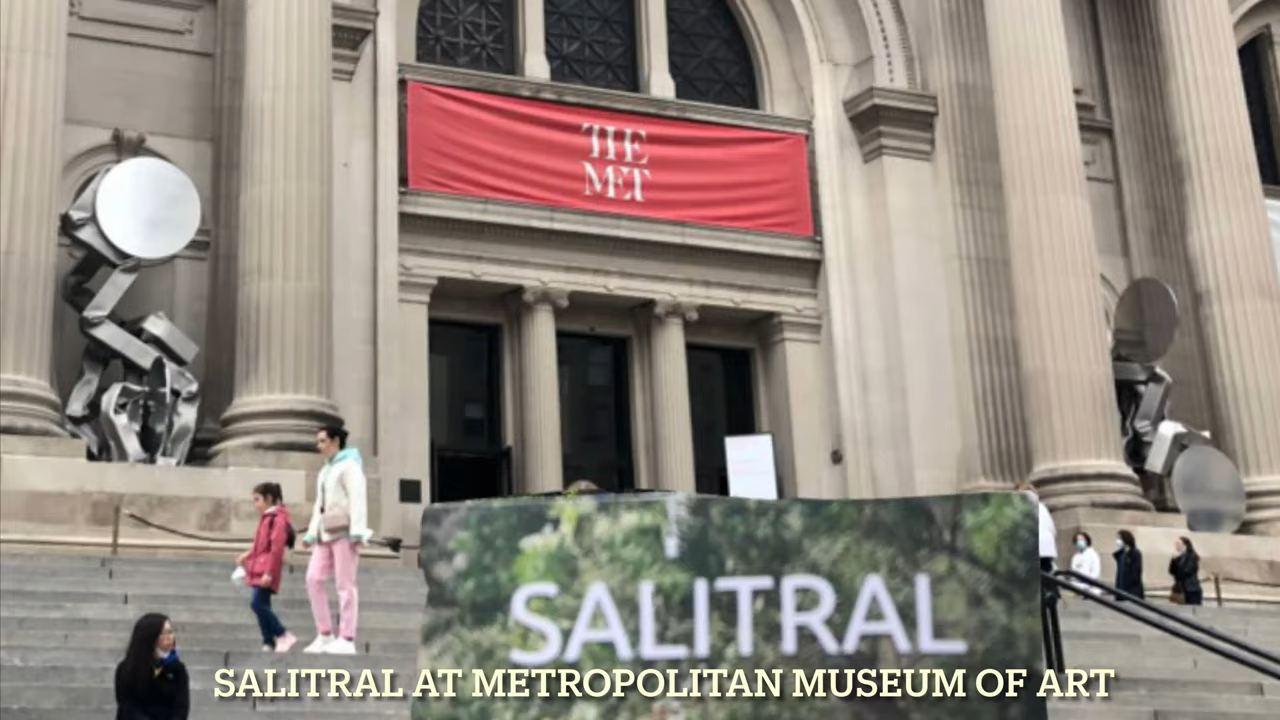 THE
MET
SALITRAL
SALITRAL AT METROPOLITAN MUSEUM OF ART